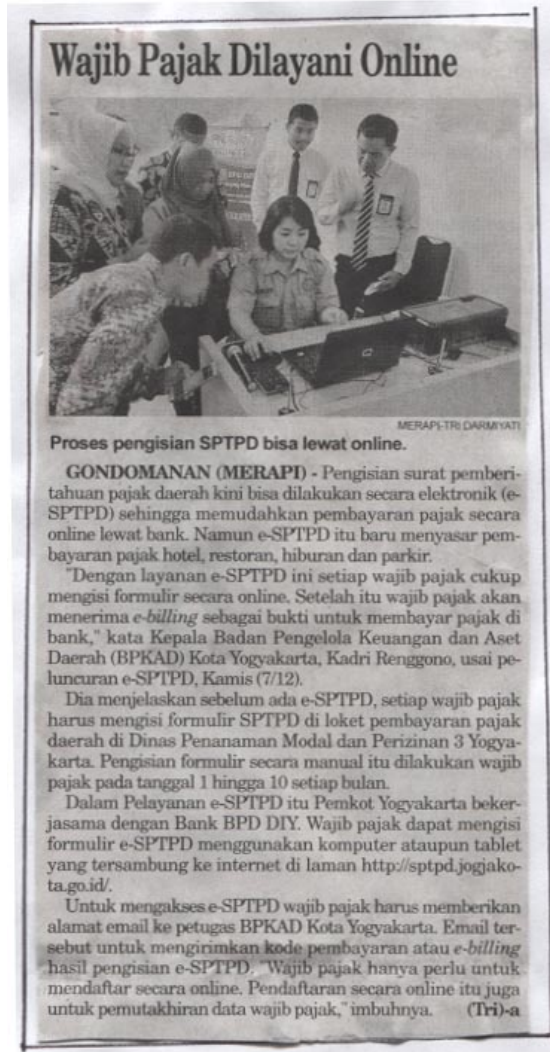 Wajib Pajak Dilayani Online
MERAPI-TRI DARMIYATI
Proses pengisian SPTPD bisa lewat online.
GONDOMANAN (MERAPI) - Pengisian surat pemberi-
tahuan pajak daerah kini bisa dilakukan secara elektronik (e-
SPTPD) sehingga memudahkan pembayaran pajak secara
online lewat bank. Namun e-SPTPD itu baru menyasar pem-
bayaran pajak hotel, restoran, hiburan dan parkir.
"Dengan layanan e-SPTPD ini setiap wajib pajak cukup
mengisi formulir secara online. Setelah itu wajib pajak akan
menerima e-billing sebagai bukti untuk membayar pajak di
bank," kata Kepala Badan Pengelola Keuangan dan Aset
Daerah (BPKAD) Kota Yogyakarta, Kadri Renggono, usai pe-
luncuran e-SPTPD, Kamis (7/12).
Dia menjelaskan sebelum ada e-SPTPD, setiap wajib pajak
harus mengisi formulir SPTPD di loket pembayaran pajak
daerah di Dinas Penanaman Modal dan Perizinan 3 Yogya-
karta. Pengisian formulir secara manual itu dilakukan wajib
pajak pada tanggal 1 hingga 10 setiap bulan.
Dalam Pelayanan e-SPTPD itu Pemkot Yogyakarta beker-
jasama dengan Bank BPD DIY. Wajib pajak dapat mengisi
formulir e-SPTPD menggunakan komputer ataupun tablet
yang tersambung ke internet di laman http://sptpd.jogjako-
ta.go.id/.
Untuk mengakses e-SPTPD wajib pajak harus memberikan
alamat email ke petugas BPKAD Kota Yogyakarta. Email ter-
sebut untuk mengirimkan kode pembayaran atau e-billing
hasil pengisian e-SPTPD. "Wajib pajak hanya perlu untuk
mendaftar secara online. Pendaftaran secara online itu juga
untuk pemutakhiran data wajib pajak," imbuhnya. (Tri)-a